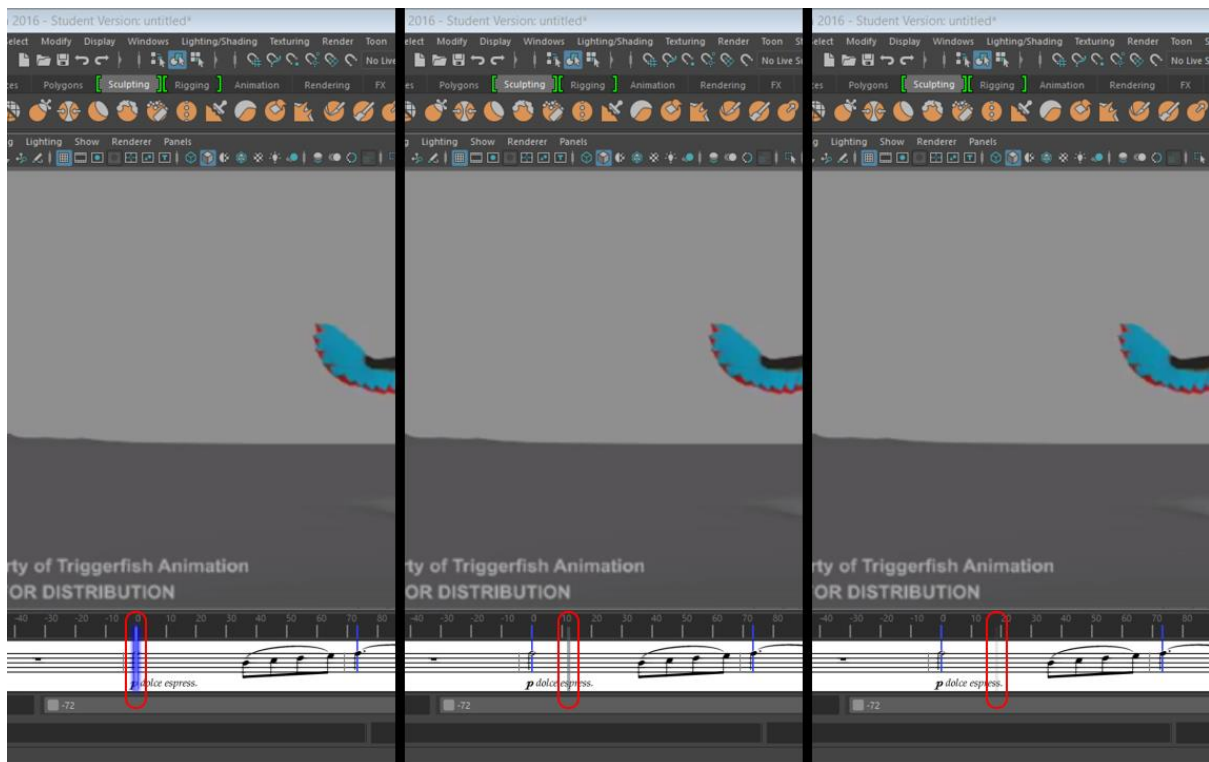 2016 - Student Version: untitled*
elect Modify Display Windows Lighting/Shading Texturing Render Toon
No Live
es Polygons Sculpting Rigging Animation Rendering FX
g Lighting Show Renderer Panels
rty of Triggerfish Animation
OR DISTRIBUTION
-40 -30 -20 -10 0 10 20 30 40 50 60 70 80
p dolce espress.
-72
2016 - Student Version: untitled*
elect Modify Display Windows Lighting/Shading Texturing Render Toon
No Live S
es Polygons Sculpting Rigging Animation Rendering FX
g Lighting Show Renderer Panels
rty of Triggerfish Animation
OR DISTRIBUTION
-40 -30 -20 -10 0 10 20 30 40 50 60 70 80
p dolce espress.
-72
2016 - Student Version: untitled*
elect Modify Display Windows Lighting/Shading Texturing Render Toon S
No Live Su
es Polygons Sculpting Rigging Animation Rendering FX
g Lighting Show Renderer Panels
rty of Triggerfish Animation
OR DISTRIBUTION
-40 -30 -20 -10 0 10 20 30 40 50 60 70 80
p dolce espress.
-72